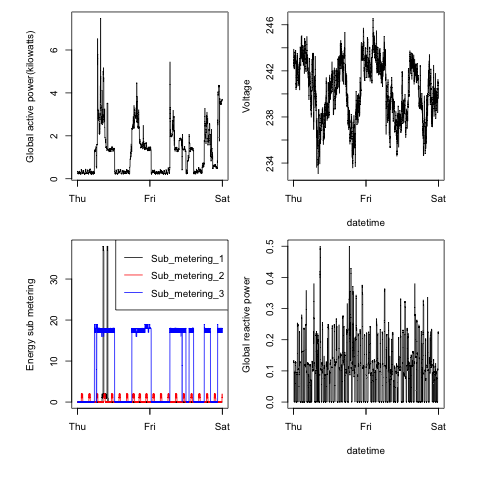 Global active power(kilowatts)
6
4
2
0
Thu
Fri
Sat
Voltage
246
242
238
234
Thu
Fri
Sat
datetime
Energy sub metering
30
20
10
0
Sub_metering_1
Sub_metering_2
Sub_metering_3
Thu
Fri
Sat
Global reactive power
0.5
0.4
0.3
0.2
0.1
0.0
Thu
Fri
Sat
datetime